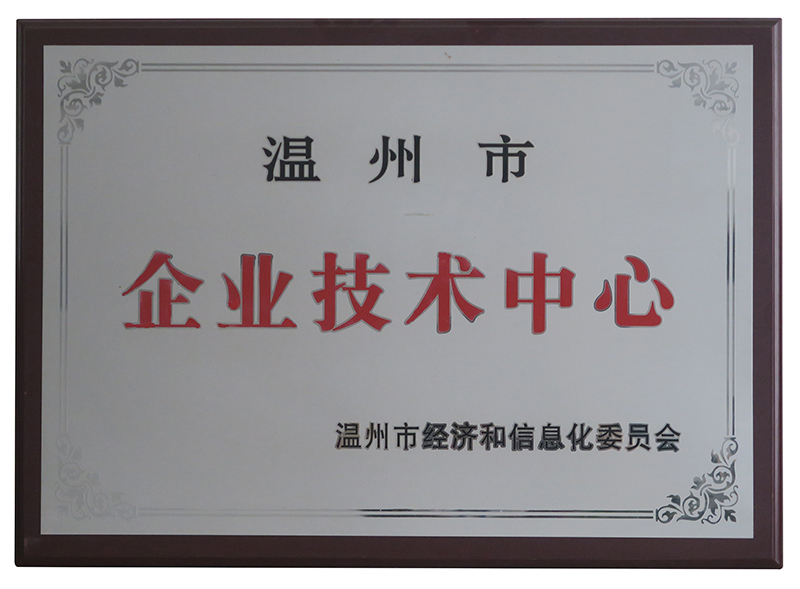 温州市
企业技术中心
温州市经济和信息化委员会